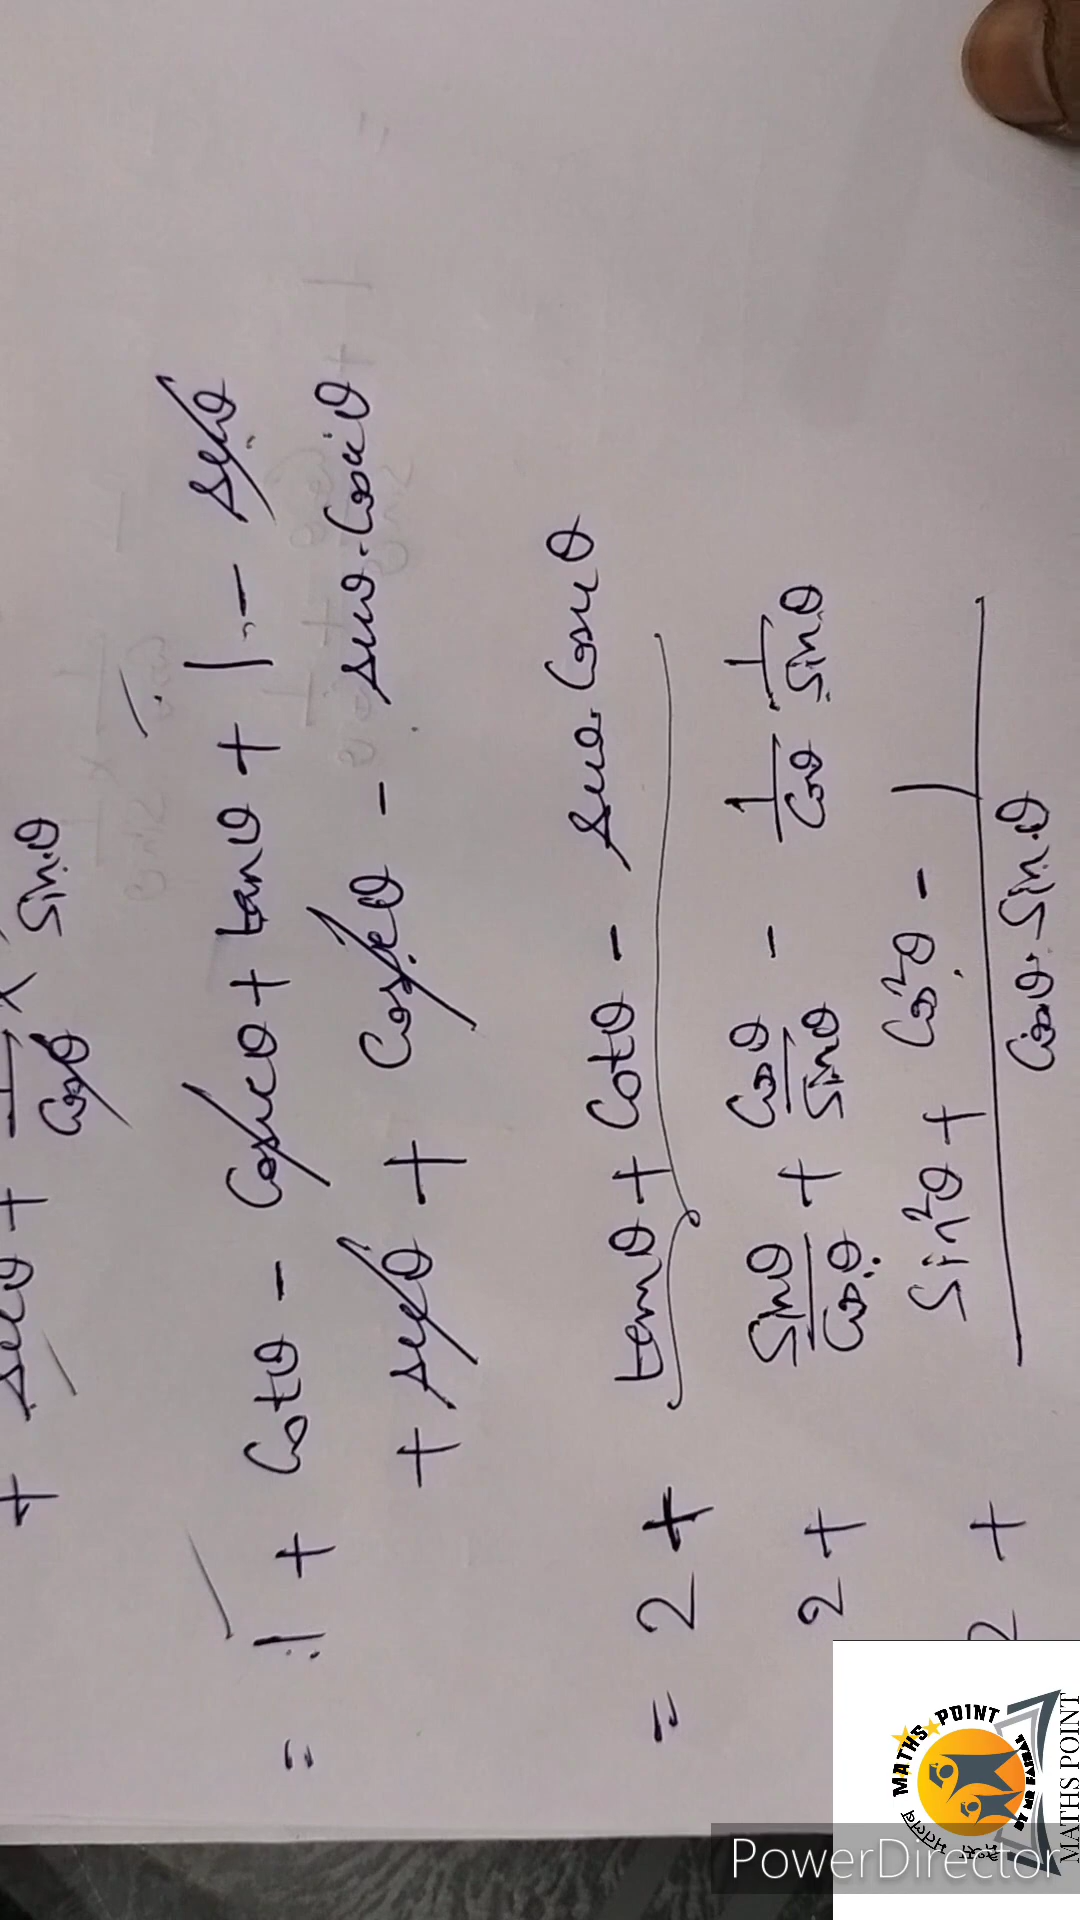 + secθ + 1/cosθ × sinθ
= 1 + Cotθ - Cosecθ + tanθ + 1 - secθ
+ secθ + Cosecθ - secθ.Cosecθ
= 2 + tanθ + Cotθ - secθ.Cosecθ
2 + Sinθ/Cosθ + Cosθ/Sinθ - 1/Cosθ 1/Sinθ
2 + Sin²θ + Cos²θ - 1 / Cosθ.Sinθ
MATHS POINT
MATHS POINT
PowerDirector